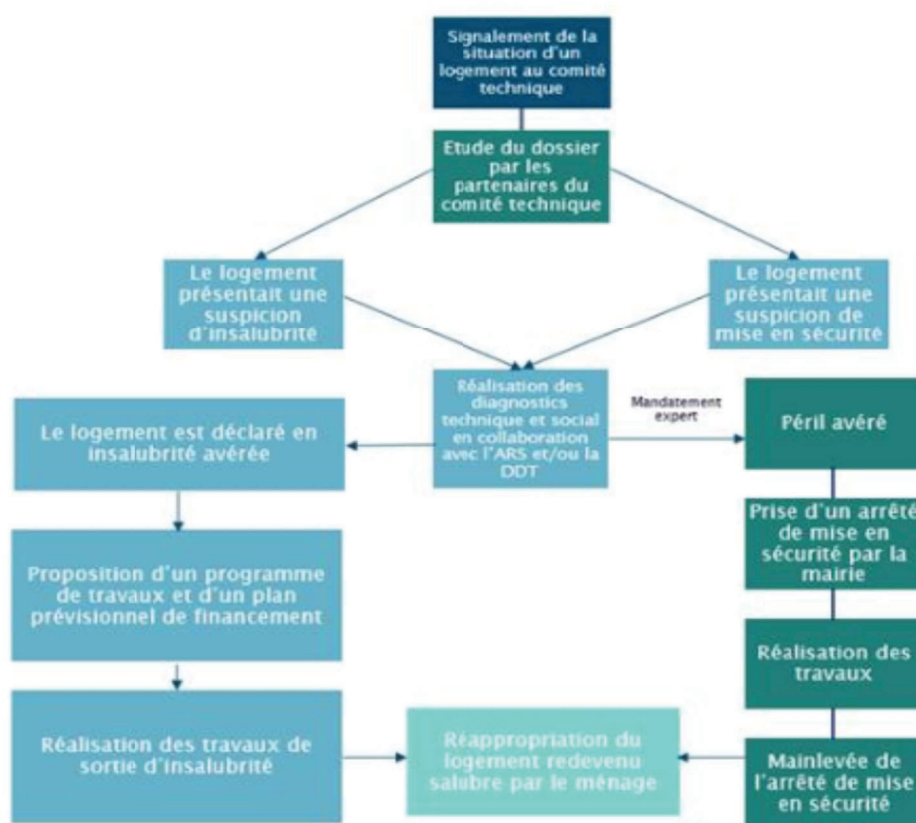 Signalement de la
situation d'un
logement au comité
technique
Etude du dossier
par les
partenaires du
comité technique
Le logement
présentait une
suspicion
d'insalubrité
Le logement
présentait une
suspicion de
mise en sécurité
Réalisation des
diagnostics
technique et social
en collaboration
avec l'ARS et/ou la
DDT
Mandatement
expert
Péril avéré
Le logement est déclaré en
insalubrité avérée
Prise d'un arrêté
de mise en
sécurité par la
mairie
Proposition d'un programme
de travaux et d'un plan
prévisionnel de financement
Réalisation des
travaux
Réalisation des travaux de
sortie d'insalubrité
Réappropriation du
logement redevenu
salubre par le ménage
Mainlevée de
l'arrêté de mise
en sécurité